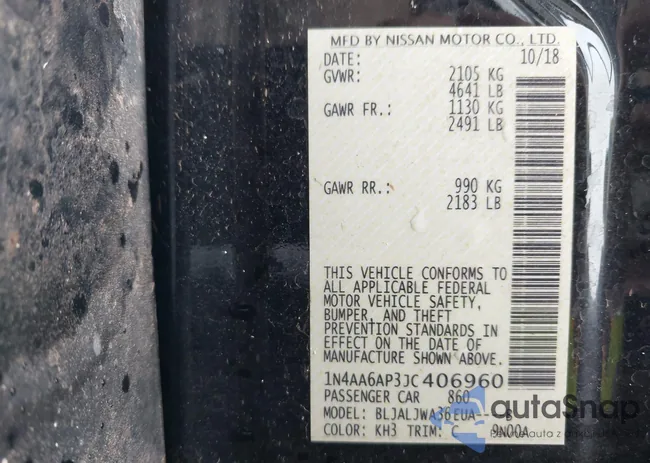 MFD BY NISSAN MOTOR CO., LTD.
DATE: 10/18
GVWR: 2105 KG
4641 LB
GAWR FR.: 1130 KG
2491 LB
GAWR RR.: 990 KG
2183 LB
THIS VEHICLE CONFORMS TO
ALL APPLICABLE FEDERAL
MOTOR VEHICLE SAFETY,
BUMPER, AND THEFT
PREVENTION STANDARDS IN
EFFECT ON THE DATE OF
MANUFACTURE SHOWN ABOVE.
1N4AA6AP3JC406960
PASSENGER CAR 860
MODEL: BLJALJWA36EUA-- B
COLOR: KH3 TRIM: 9N00A
autaSnap